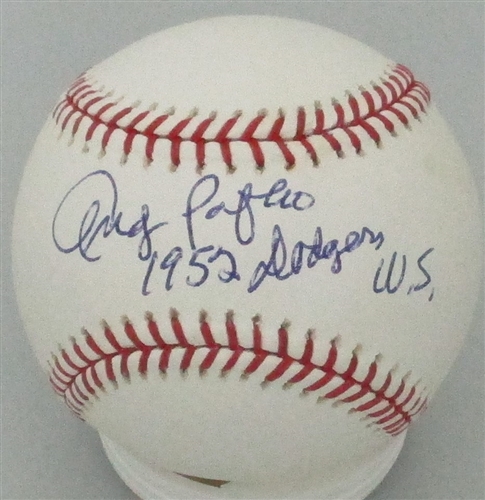 Andy Pafko
1952 Dodgers
W.S.